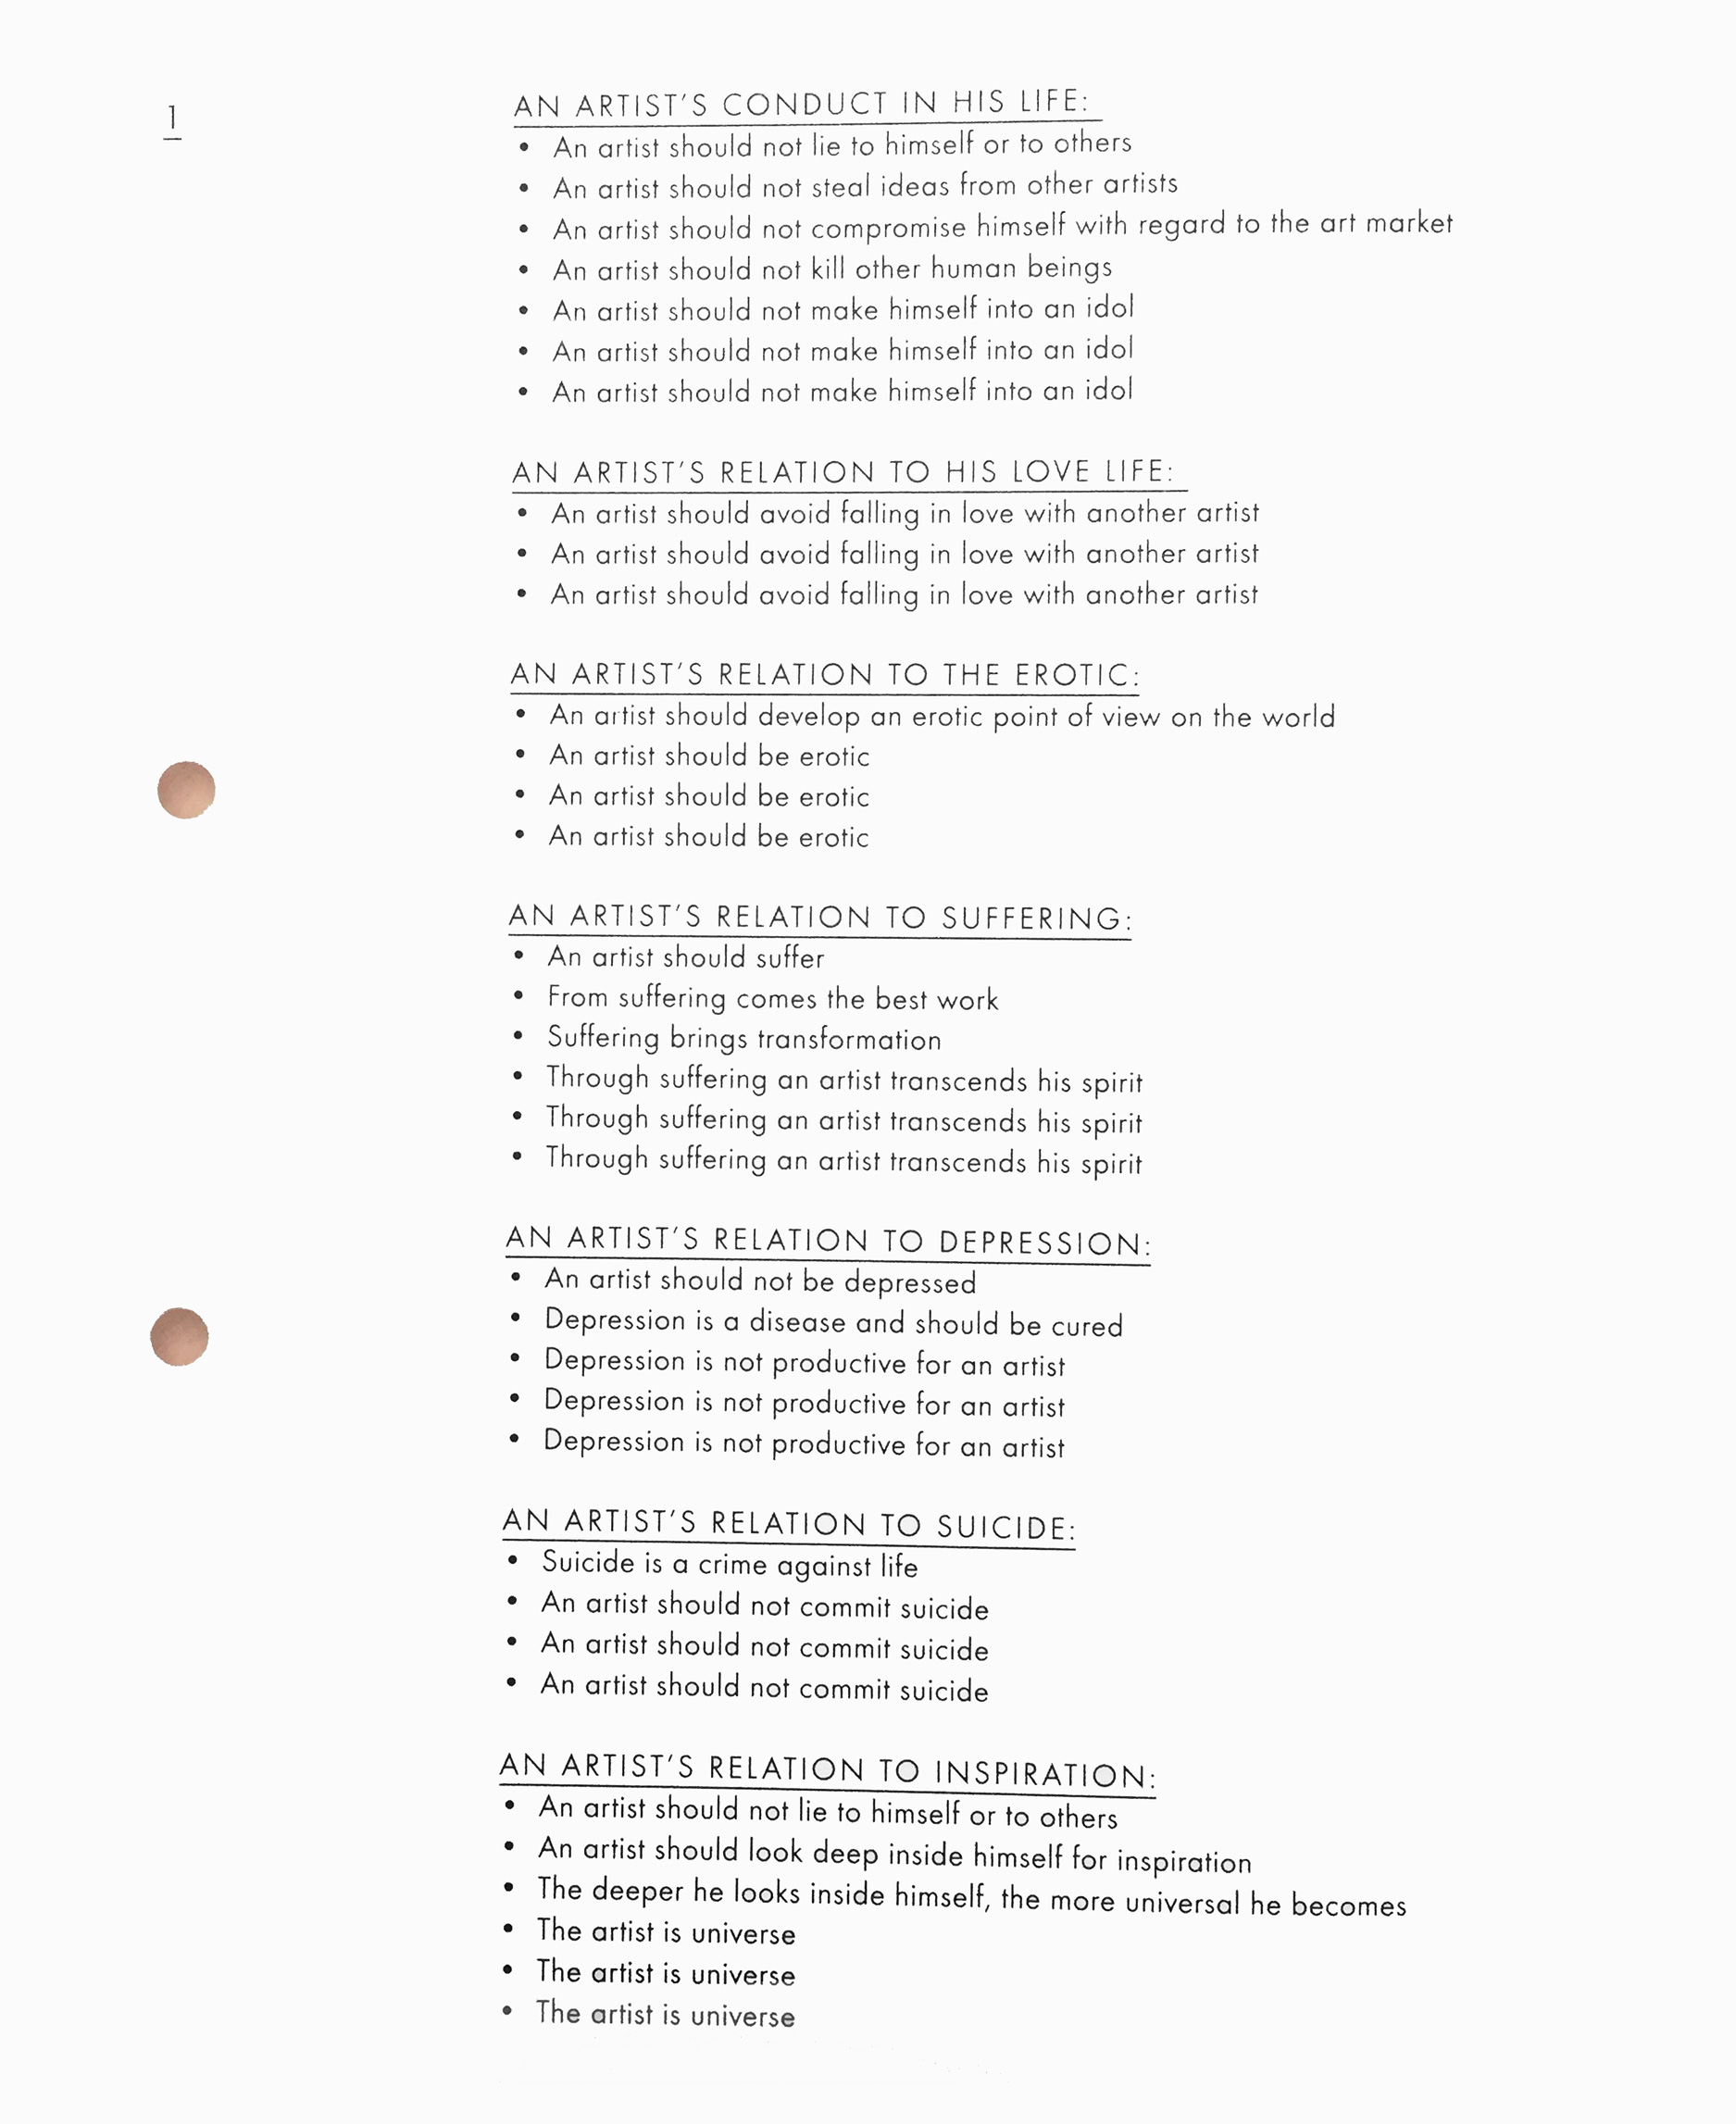 1
AN ARTIST'S CONDUCT IN HIS LIFE:
• An artist should not lie to himself or to others
• An artist should not steal ideas from other artists
• An artist should not compromise himself with regard to the art market
• An artist should not kill other human beings
• An artist should not make himself into an idol
• An artist should not make himself into an idol
• An artist should not make himself into an idol
AN ARTIST'S RELATION TO HIS LOVE LIFE:
• An artist should avoid falling in love with another artist
• An artist should avoid falling in love with another artist
• An artist should avoid falling in love with another artist
AN ARTIST'S RELATION TO THE EROTIC:
• An artist should develop an erotic point of view on the world
• An artist should be erotic
• An artist should be erotic
• An artist should be erotic
AN ARTIST'S RELATION TO SUFFERING:
• An artist should suffer
• From suffering comes the best work
• Suffering brings transformation
• Through suffering an artist transcends his spirit
• Through suffering an artist transcends his spirit
• Through suffering an artist transcends his spirit
AN ARTIST'S RELATION TO DEPRESSION:
• An artist should not be depressed
• Depression is a disease and should be cured
• Depression is not productive for an artist
• Depression is not productive for an artist
• Depression is not productive for an artist
AN ARTIST'S RELATION TO SUICIDE:
• Suicide is a crime against life
• An artist should not commit suicide
• An artist should not commit suicide
• An artist should not commit suicide
AN ARTIST'S RELATION TO INSPIRATION:
• An artist should not lie to himself or to others
• An artist should look deep inside himself for inspiration
• The deeper he looks inside himself, the more universal he becomes
• The artist is universe
• The artist is universe
• The artist is universe